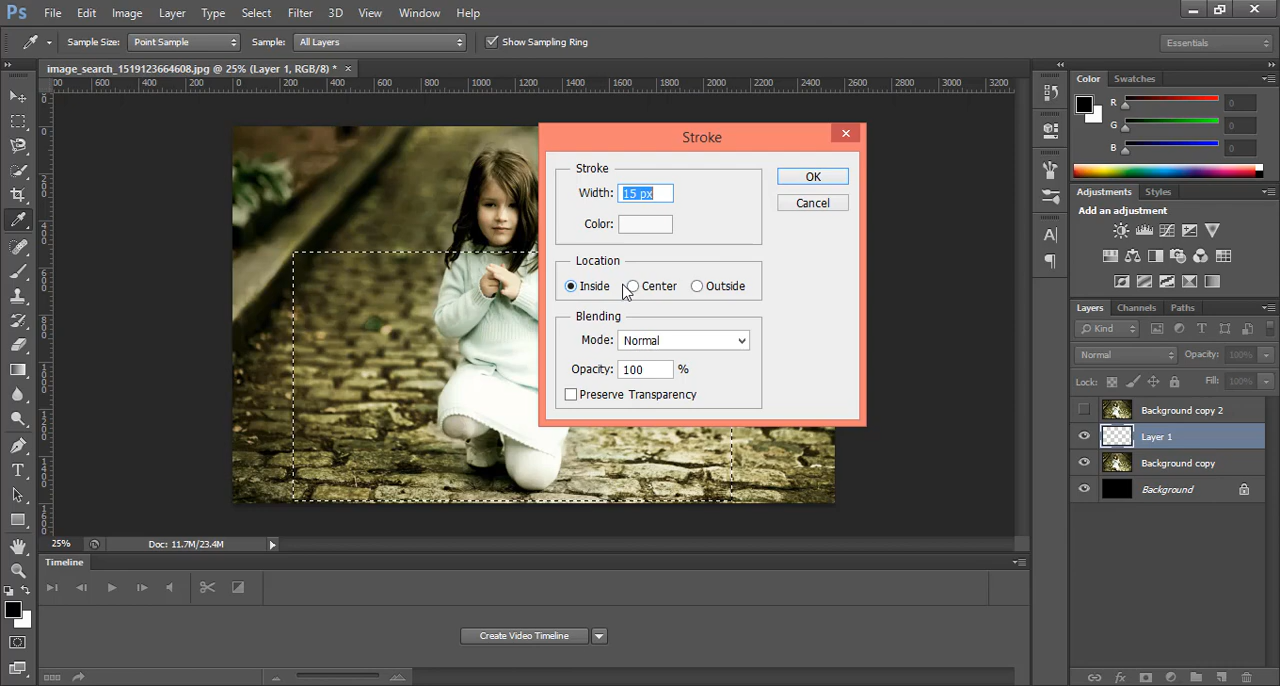 Ps File Edit Image Layer Type Select Filter 3D View Window Help
Sample Size: Point Sample Sample: All Layers Show Sampling Ring Essentials
image_search_1519123664608.jpg @ 25% (Layer 1, RGB/8) * ×
Color Swatches
R 0
G 0
B 0
Adjustments Styles
Add an adjustment
Layers Channels Paths
Kind
Normal Opacity: 100%
Lock: Fill: 100%
Background copy 2
Layer 1
Background copy
Background
Stroke
Stroke
Width: 15 px
Color:
OK
Cancel
Location
Inside Center Outside
Blending
Mode: Normal
Opacity: 100 %
Preserve Transparency
25% Doc: 11.7M/23.4M
Timeline
Create Video Timeline